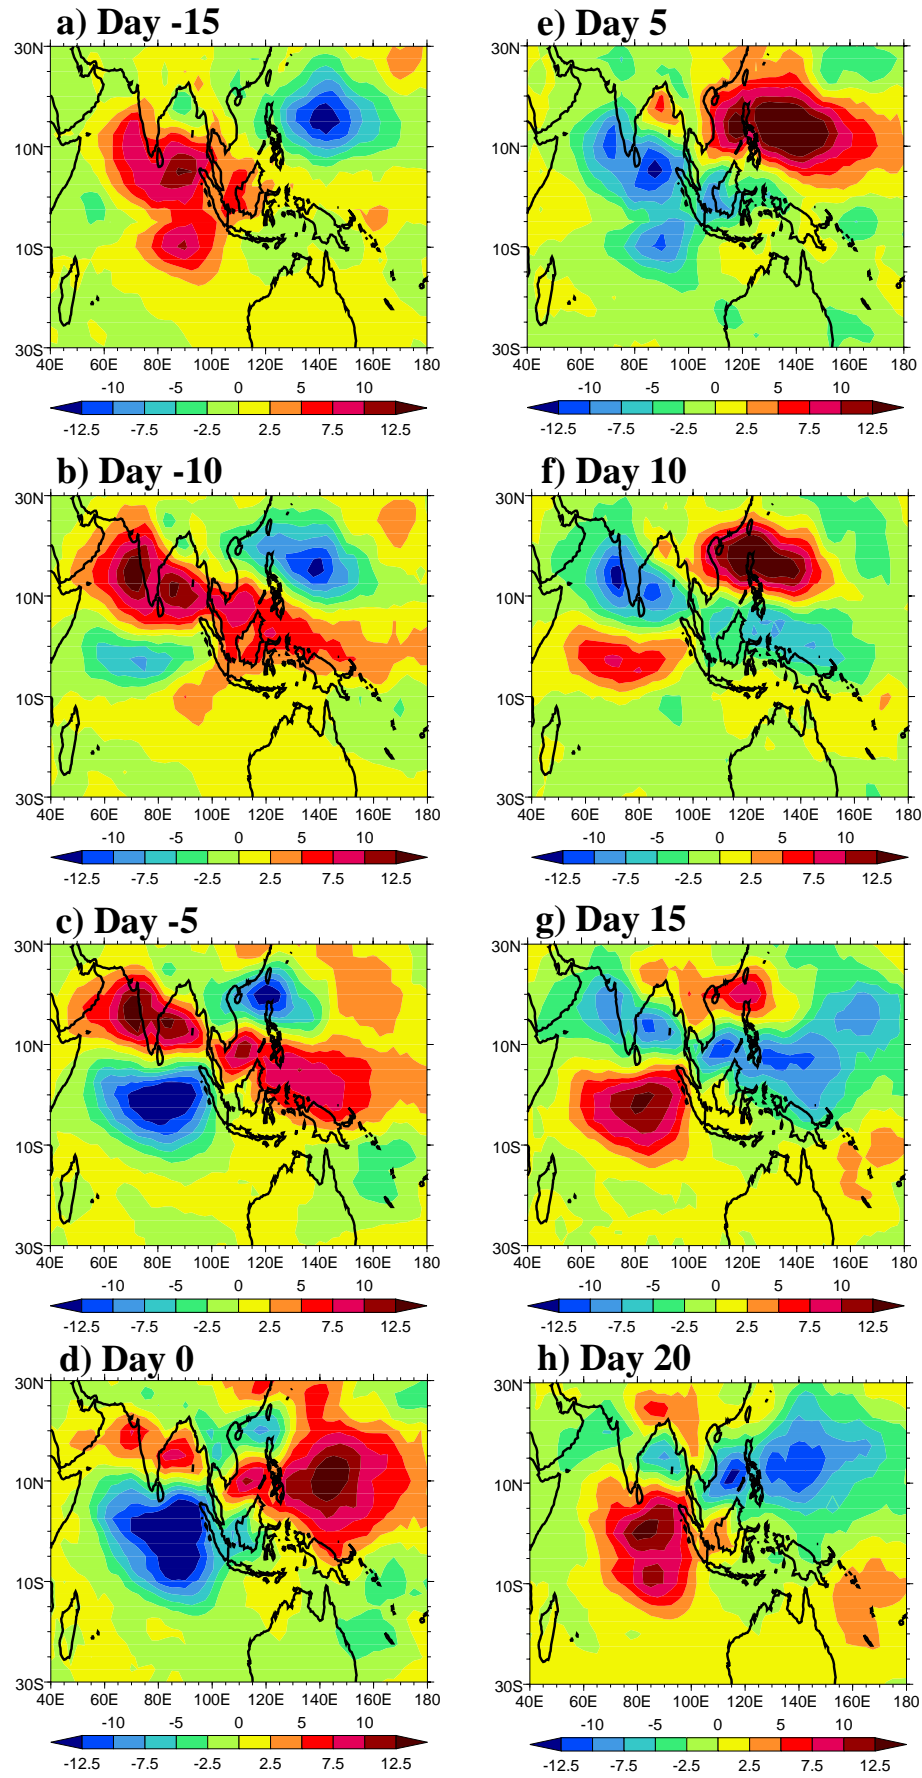 a) Day -15
30N
10N
10S
30S
40E 60E 80E 100E 120E 140E 160E 180
-10 -5 0 5 10
-12.5 -7.5 -2.5 2.5 7.5 12.5
b) Day -10
30N
10N
10S
30S
40E 60E 80E 100E 120E 140E 160E 180
-10 -5 0 5 10
-12.5 -7.5 -2.5 2.5 7.5 12.5
c) Day -5
30N
10N
10S
30S
40E 60E 80E 100E 120E 140E 160E 180
-10 -5 0 5 10
-12.5 -7.5 -2.5 2.5 7.5 12.5
d) Day 0
30N
10N
10S
30S
40E 60E 80E 100E 120E 140E 160E 180
-10 -5 0 5 10
-12.5 -7.5 -2.5 2.5 7.5 12.5
e) Day 5
30N
10N
10S
30S
40E 60E 80E 100E 120E 140E 160E 180
-10 -5 0 5 10
-12.5 -7.5 -2.5 2.5 7.5 12.5
f) Day 10
30N
10N
10S
30S
40E 60E 80E 100E 120E 140E 160E 180
-10 -5 0 5 10
-12.5 -7.5 -2.5 2.5 7.5 12.5
g) Day 15
30N
10N
10S
30S
40E 60E 80E 100E 120E 140E 160E 180
-10 -5 0 5 10
-12.5 -7.5 -2.5 2.5 7.5 12.5
h) Day 20
30N
10N
10S
30S
40E 60E 80E 100E 120E 140E 160E 180
-10 -5 0 5 10
-12.5 -7.5 -2.5 2.5 7.5 12.5